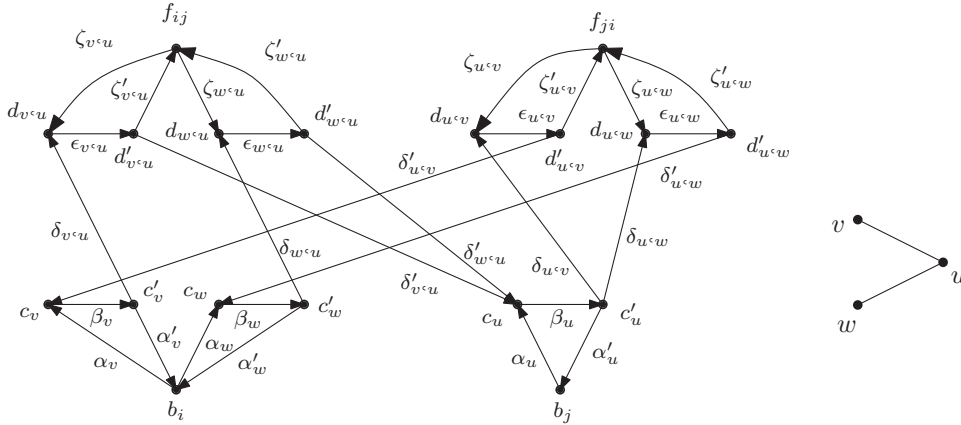 f_{ij} f_{ji}
ζ_{v‘u} ζ'_{w‘u} ζ_{u‘v} ζ'_{u‘w}
ζ'_{v‘u} ζ_{w‘u} ζ'_{u‘v} ζ_{u‘w}
d_{v‘u} d_{w‘u} d'_{w‘u} d_{u‘v} ϵ_{u‘v} d_{u‘w} ϵ_{u‘w}
ϵ_{v‘u} d'_{v‘u} ϵ_{w‘u} δ'_{u‘v} d'_{u‘v} d'_{u‘w}
δ'_{u‘w}
v
δ_{v‘u} δ_{w‘u} δ'_{w‘u} δ_{u‘v} δ_{u‘w}
u
δ'_{v‘u}
c_v c'_v c_w c'_w c_u c'_u w
β_v β_w β_u
α_v α'_v α_w α'_w α_u α'_u
b_i b_j